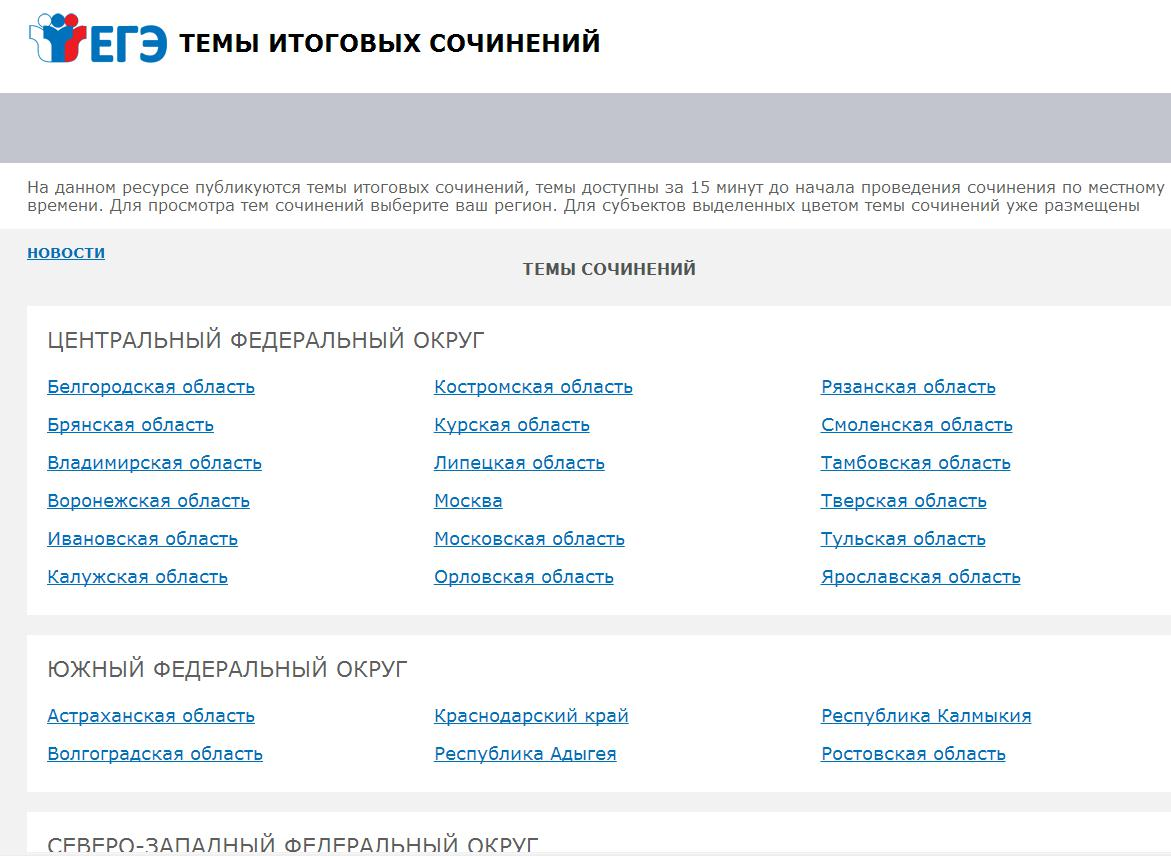 ЕГЭ ТЕМЫ ИТОГОВЫХ СОЧИНЕНИЙ
На данном ресурсе публикуются темы итоговых сочинений, темы доступны за 15 минут до начала проведения сочинения по местному
времени. Для просмотра тем сочинений выберите ваш регион. Для субъектов выделенных цветом темы сочинений уже размещены
НОВОСТИ
ТЕМЫ СОЧИНЕНИЙ
ЦЕНТРАЛЬНЫЙ ФЕДЕРАЛЬНЫЙ ОКРУГ
Белгородская область Костромская область Рязанская область
Брянская область Курская область Смоленская область
Владимирская область Липецкая область Тамбовская область
Воронежская область Москва Тверская область
Ивановская область Московская область Тульская область
Калужская область Орловская область Ярославская область
ЮЖНЫЙ ФЕДЕРАЛЬНЫЙ ОКРУГ
Астраханская область Краснодарский край Республика Калмыкия
Волгоградская область Республика Адыгея Ростовская область
СЕВЕРО-ЗАПАДНЫЙ ФЕДЕРАЛЬНЫЙ ОКРУГ